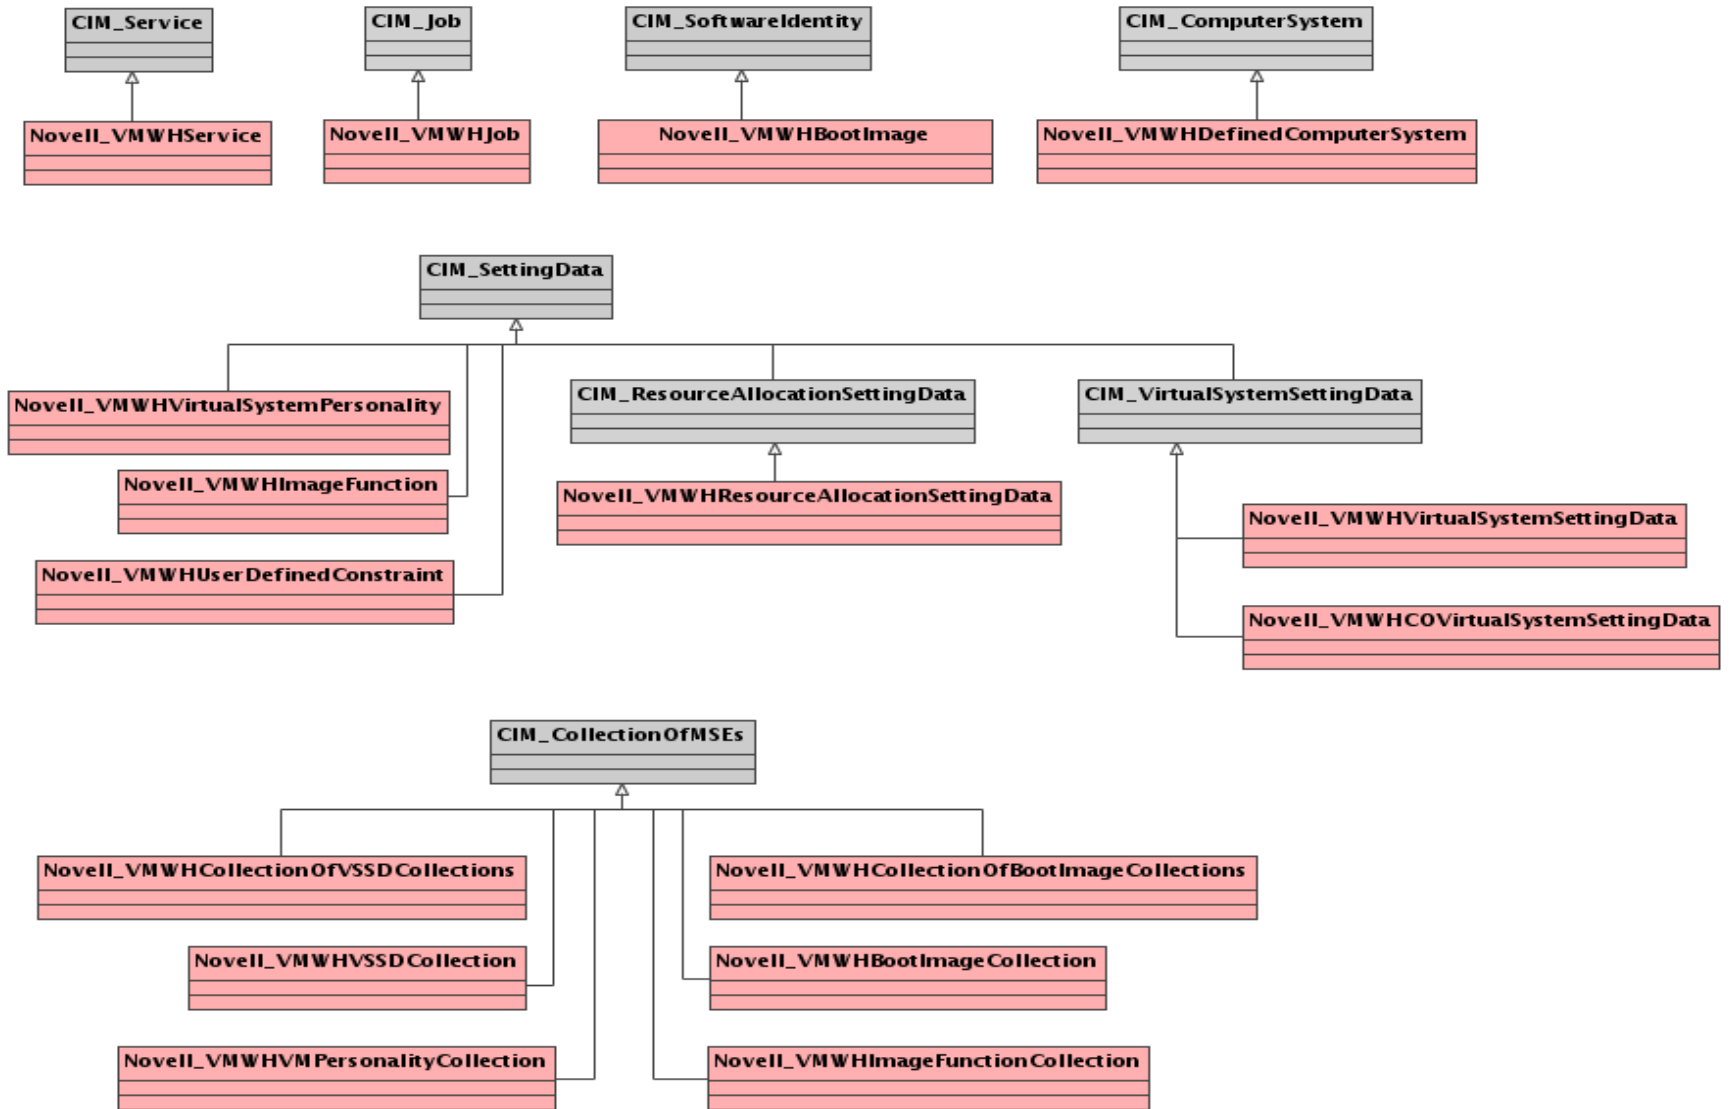 CIM_Service
CIM_Job
CIM_SoftwareIdentity
CIM_ComputerSystem
Novell_VMWHService
Novell_VMWHJob
Novell_VMWHBootImage
Novell_VMWHDefinedComputerSystem
CIM_SettingData
Novell_VMWHVirtualSystemPersonality
CIM_ResourceAllocationSettingData
CIM_VirtualSystemSettingData
Novell_VMWHImageFunction
Novell_VMWHResourceAllocationSettingData
Novell_VMWHVirtualSystemSettingData
Novell_VMWHUserDefinedConstraint
Novell_VMWHCOVirtualSystemSettingData
CIM_CollectionOfMSEs
Novell_VMWHCollectionOfVSSDCollections
Novell_VMWHCollectionOfBootImageCollections
Novell_VMWHVSSDCollection
Novell_VMWHBootImageCollection
Novell_VMWHVMPersonalityCollection
Novell_VMWHImageFunctionCollection